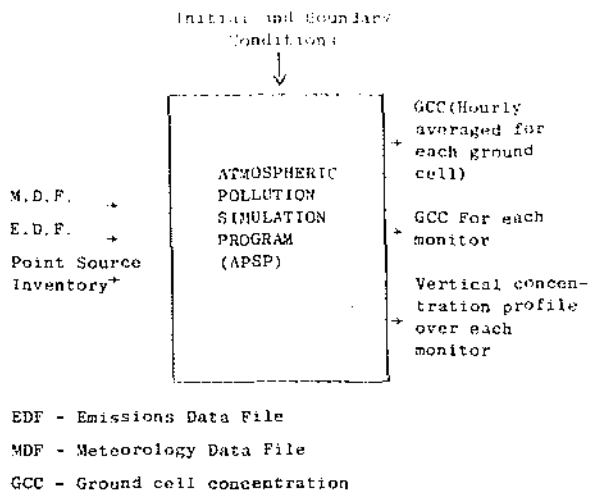 Initial and Boundary
Conditions
M.D.F.
E.D.F.
Point Source
Inventory
ATMOSPHERIC
POLLUTION
SIMULATION
PROGRAM
(APSP)
GCC(Hourly
averaged for
each ground
cell)
GCC For each
monitor
Vertical concen-
tration profile
over each
monitor
EDF - Emissions Data File
MDF - Meteorology Data File
GCC - Ground cell concentration